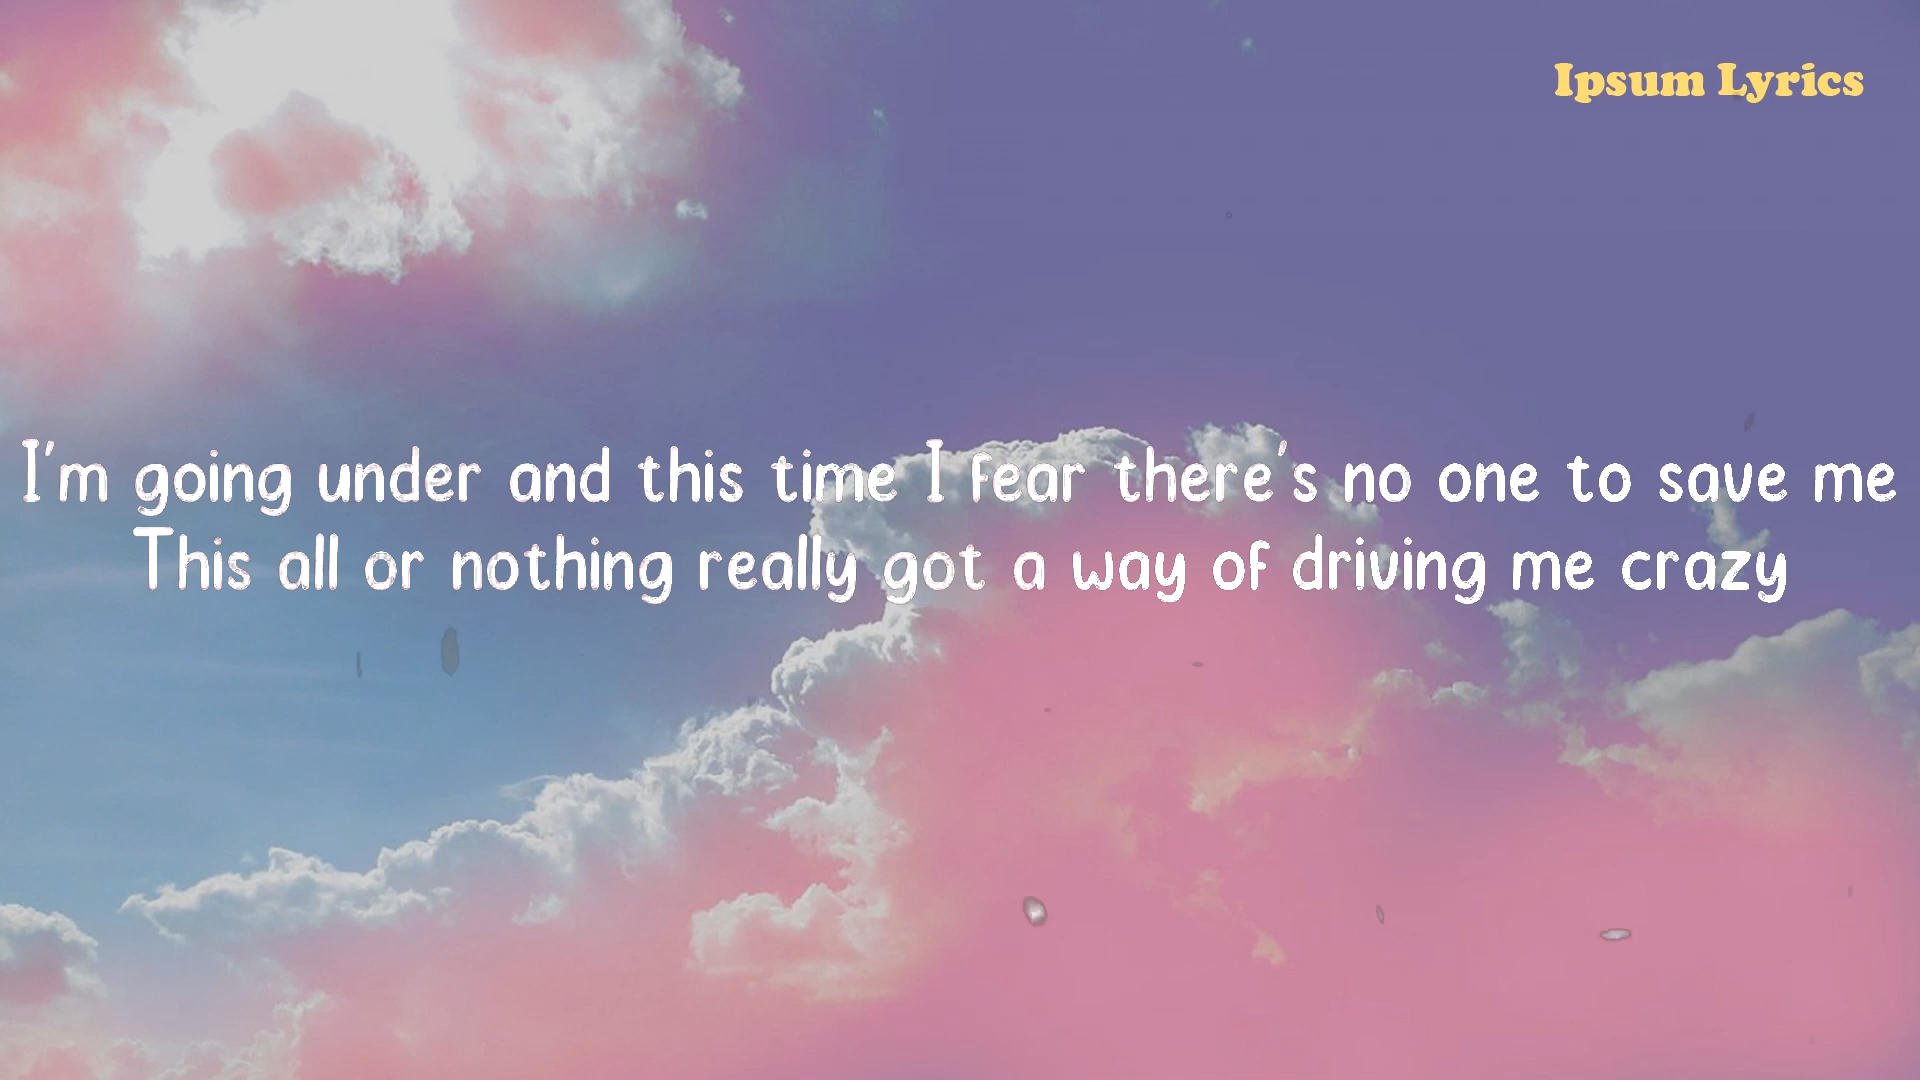 Ipsum Lyrics
I'm going under and this time I fear there's no one to save me
This all or nothing really got a way of driving me crazy